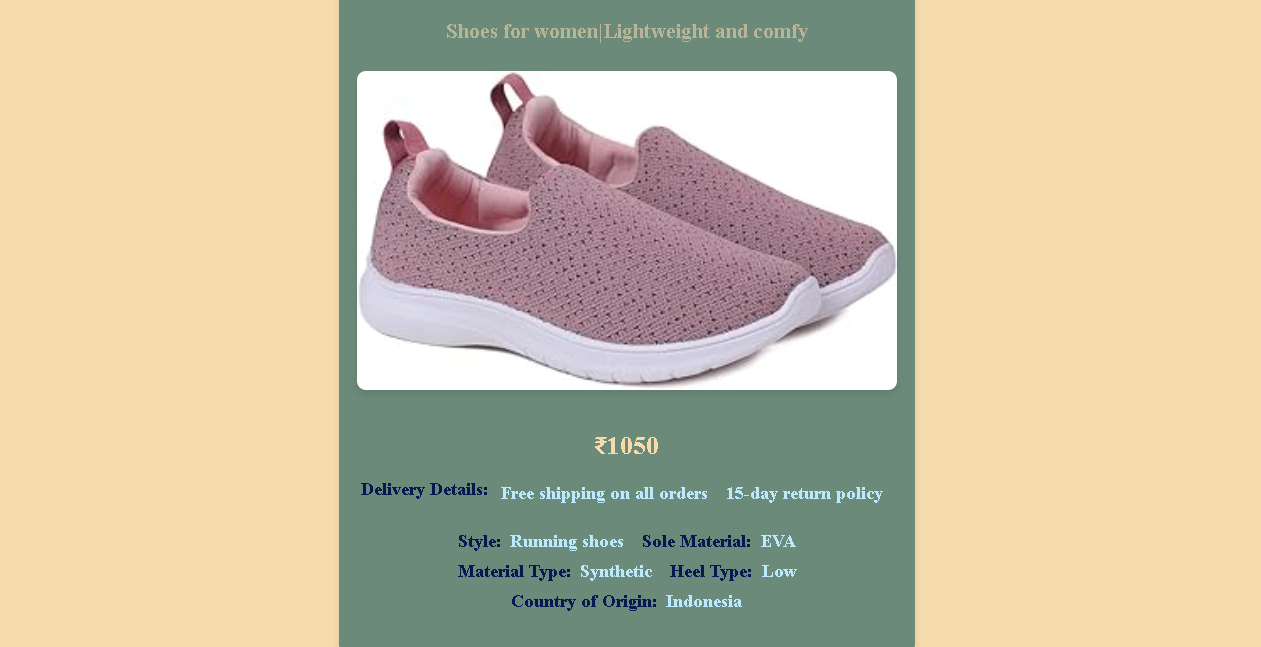 Shoes for women|Lightweight and comfy
₹1050
Delivery Details: Free shipping on all orders 15-day return policy
Style: Running shoes Sole Material: EVA
Material Type: Synthetic Heel Type: Low
Country of Origin: Indonesia